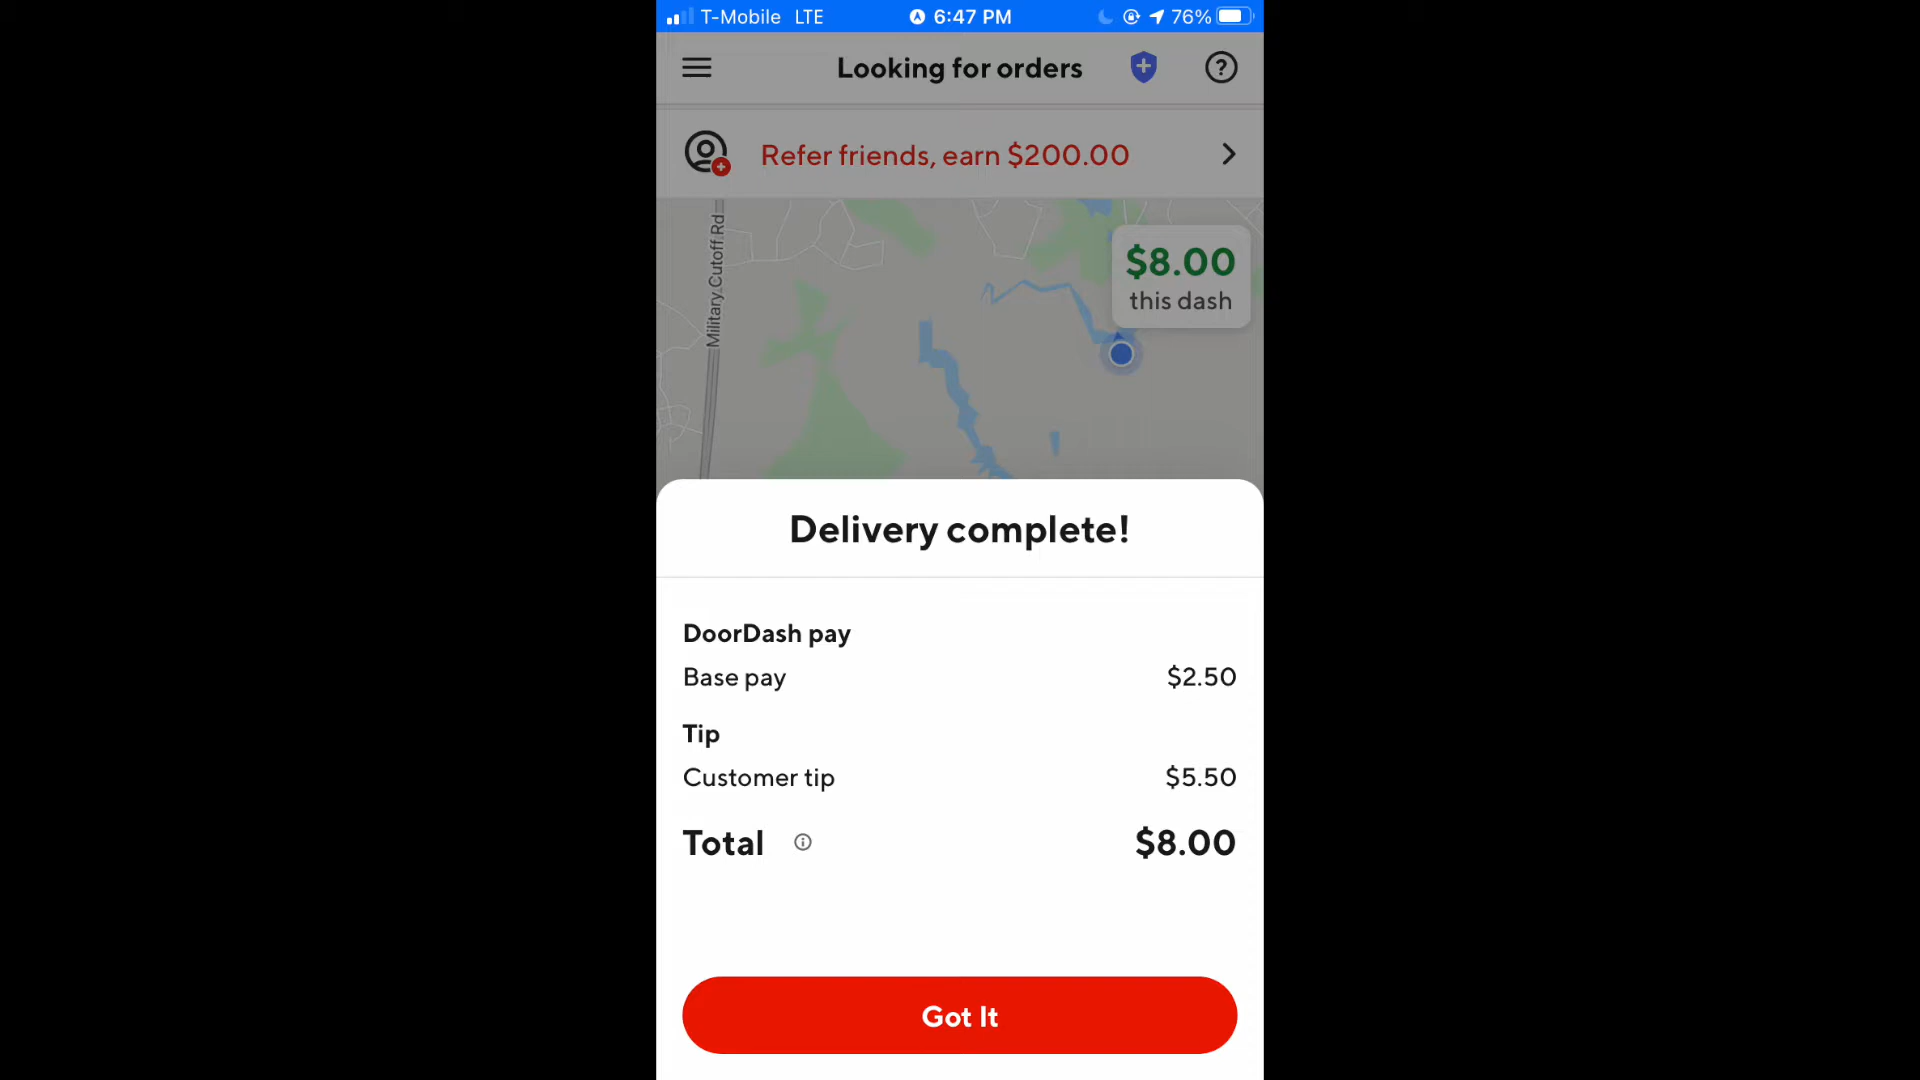 T-Mobile LTE 6:47 PM 76%
Looking for orders
Refer friends, earn $200.00
Military Cutoff Rd
$8.00
this dash
Delivery complete!
DoorDash pay
Base pay $2.50
Tip
Customer tip $5.50
Total $8.00
Got It